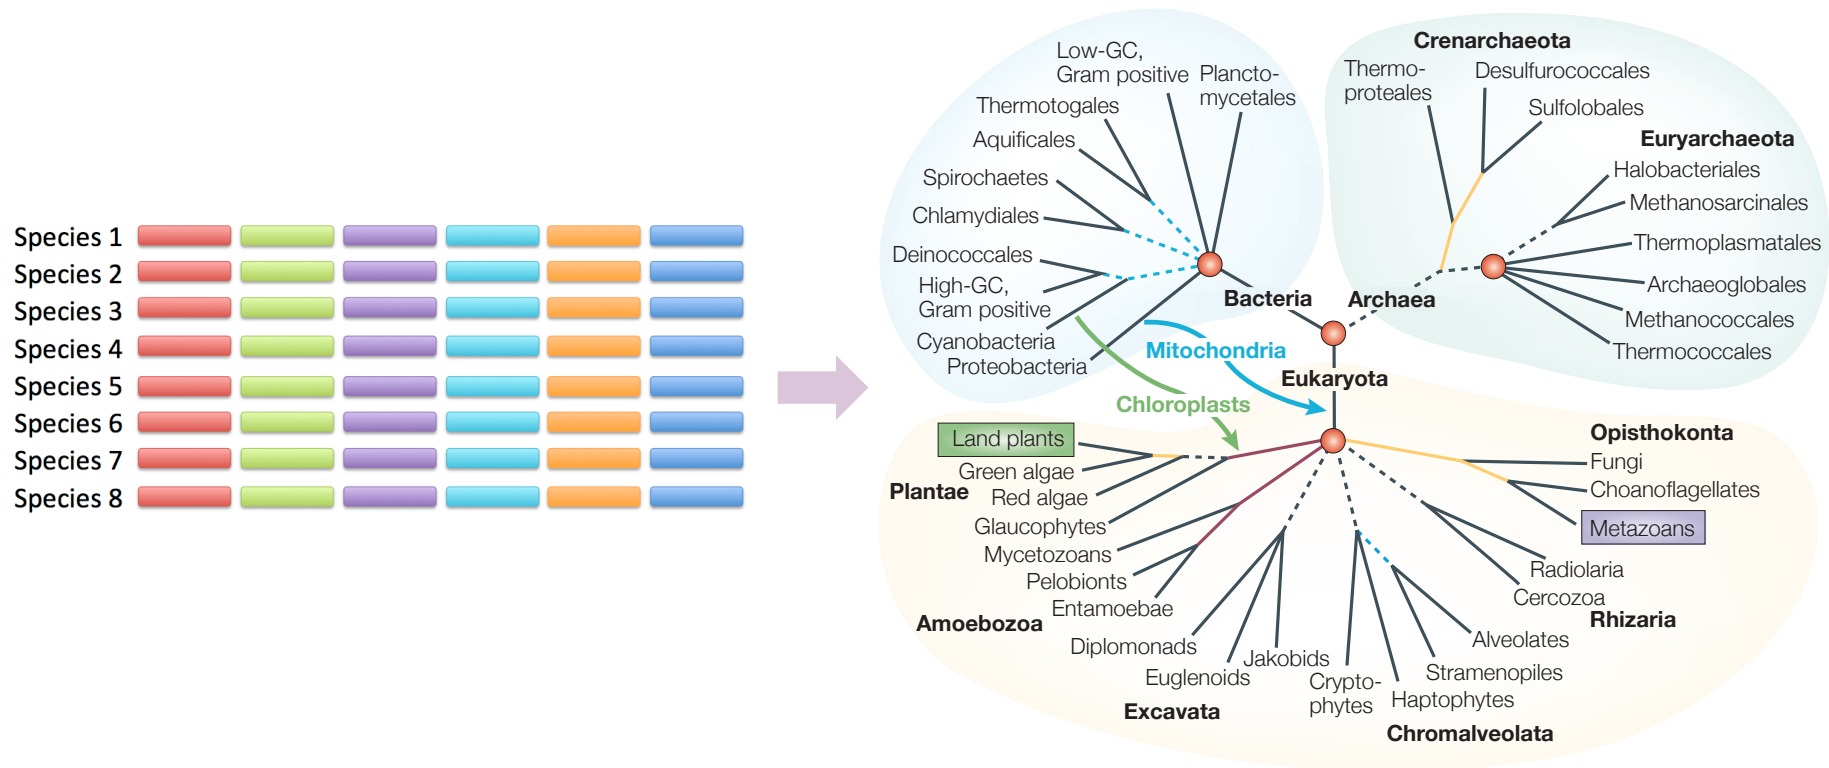 Species 1
Species 2
Species 3
Species 4
Species 5
Species 6
Species 7
Species 8
Low-GC,
Gram positive
Plancto-
mycetales
Thermotogales
Aquificales
Spirochaetes
Chlamydiales
Deinococcales
High-GC,
Gram positive
Cyanobacteria
Proteobacteria
Bacteria
Crenarchaeota
Thermo-
proteales
Desulfurococcales
Sulfolobales
Euryarchaeota
Halobacteriales
Methanosarcinales
Thermoplasmatales
Archaeoglobales
Methanococcales
Thermococcales
Archaea
Mitochondria
Chloroplasts
Eukaryota
Land plants
Green algae
Plantae
Red algae
Glaucophytes
Mycetozoans
Pelobionts
Entamoebae
Amoebozoa
Diplomonads
Euglenoids
Jakobids
Excavata
Crypto-
phytes
Haptophytes
Stramenopiles
Alveolates
Chromalveolata
Radiolaria
Cercozoa
Rhizaria
Opisthokonta
Fungi
Choanoflagellates
Metazoans